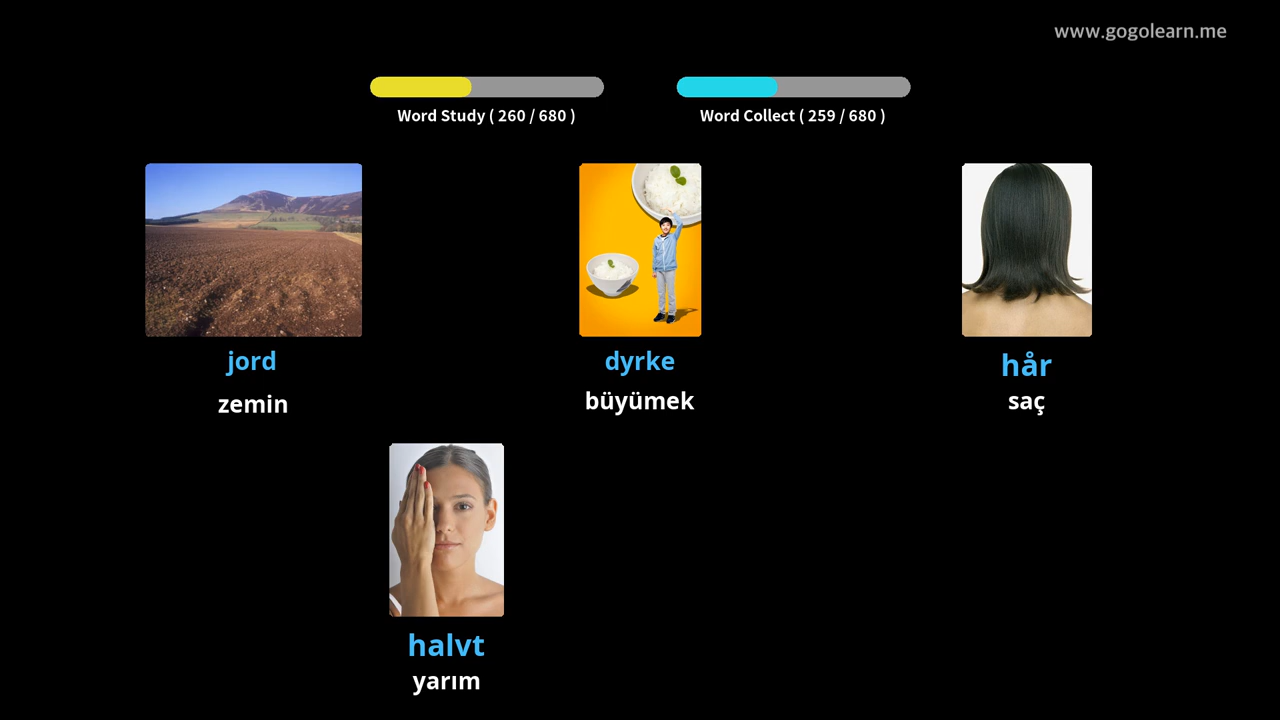 www.gogolearn.me
Word Study ( 260 / 680 )
Word Collect ( 259 / 680 )
jord
dyrke
hår
zemin
büyümek
saç
halvt
yarım